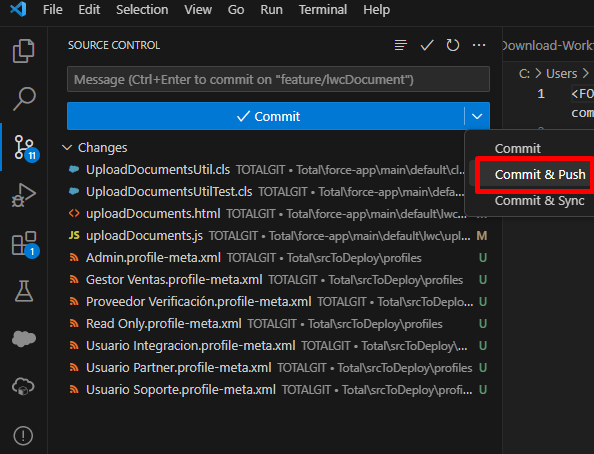 File Edit Selection View Go Run Terminal Help
SOURCE CONTROL
Download-Workf
Message (Ctrl+Enter to commit on "feature/lwcDocument")
C: > Users >
Commit
1 <FO
com
Changes
Commit
UploadDocumentsUtil.cls TOTALGIT • Total\force-app\main\default\cl...
Commit & Push
UploadDocumentsUtilTest.cls TOTALGIT • Total\force-app\main\defa...
Commit & Sync
uploadDocuments.html TOTALGIT • Total\force-app\main\default\lwc...
JS uploadDocuments.js TOTALGIT • Total\force-app\main\default\lwc\upl... M
Admin.profile-meta.xml TOTALGIT • Total\srcToDeploy\profiles U
Gestor Ventas.profile-meta.xml TOTALGIT • Total\srcToDeploy\profiles U
Proveedor Verificación.profile-meta.xml TOTALGIT • Total\srcToDeplo... U
Read Only.profile-meta.xml TOTALGIT • Total\srcToDeploy\profiles U
Usuario Integracion.profile-meta.xml TOTALGIT • Total\srcToDeploy\... U
Usuario Partner.profile-meta.xml TOTALGIT • Total\srcToDeploy\profiles U
Usuario Soporte.profile-meta.xml TOTALGIT • Total\srcToDeploy\profiles U
11
1